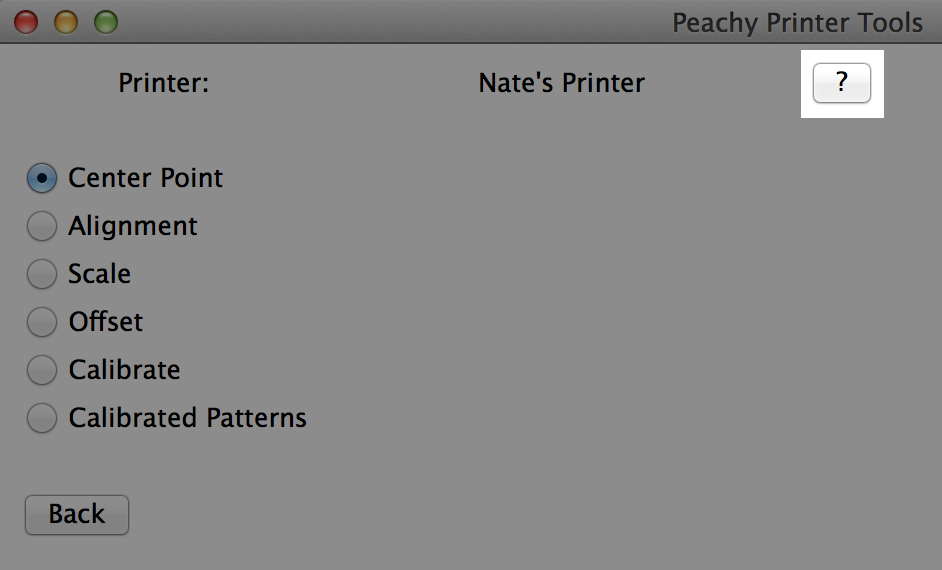 Peachy Printer Tools
Printer: Nate's Printer ?
Center Point
Alignment
Scale
Offset
Calibrate
Calibrated Patterns
Back